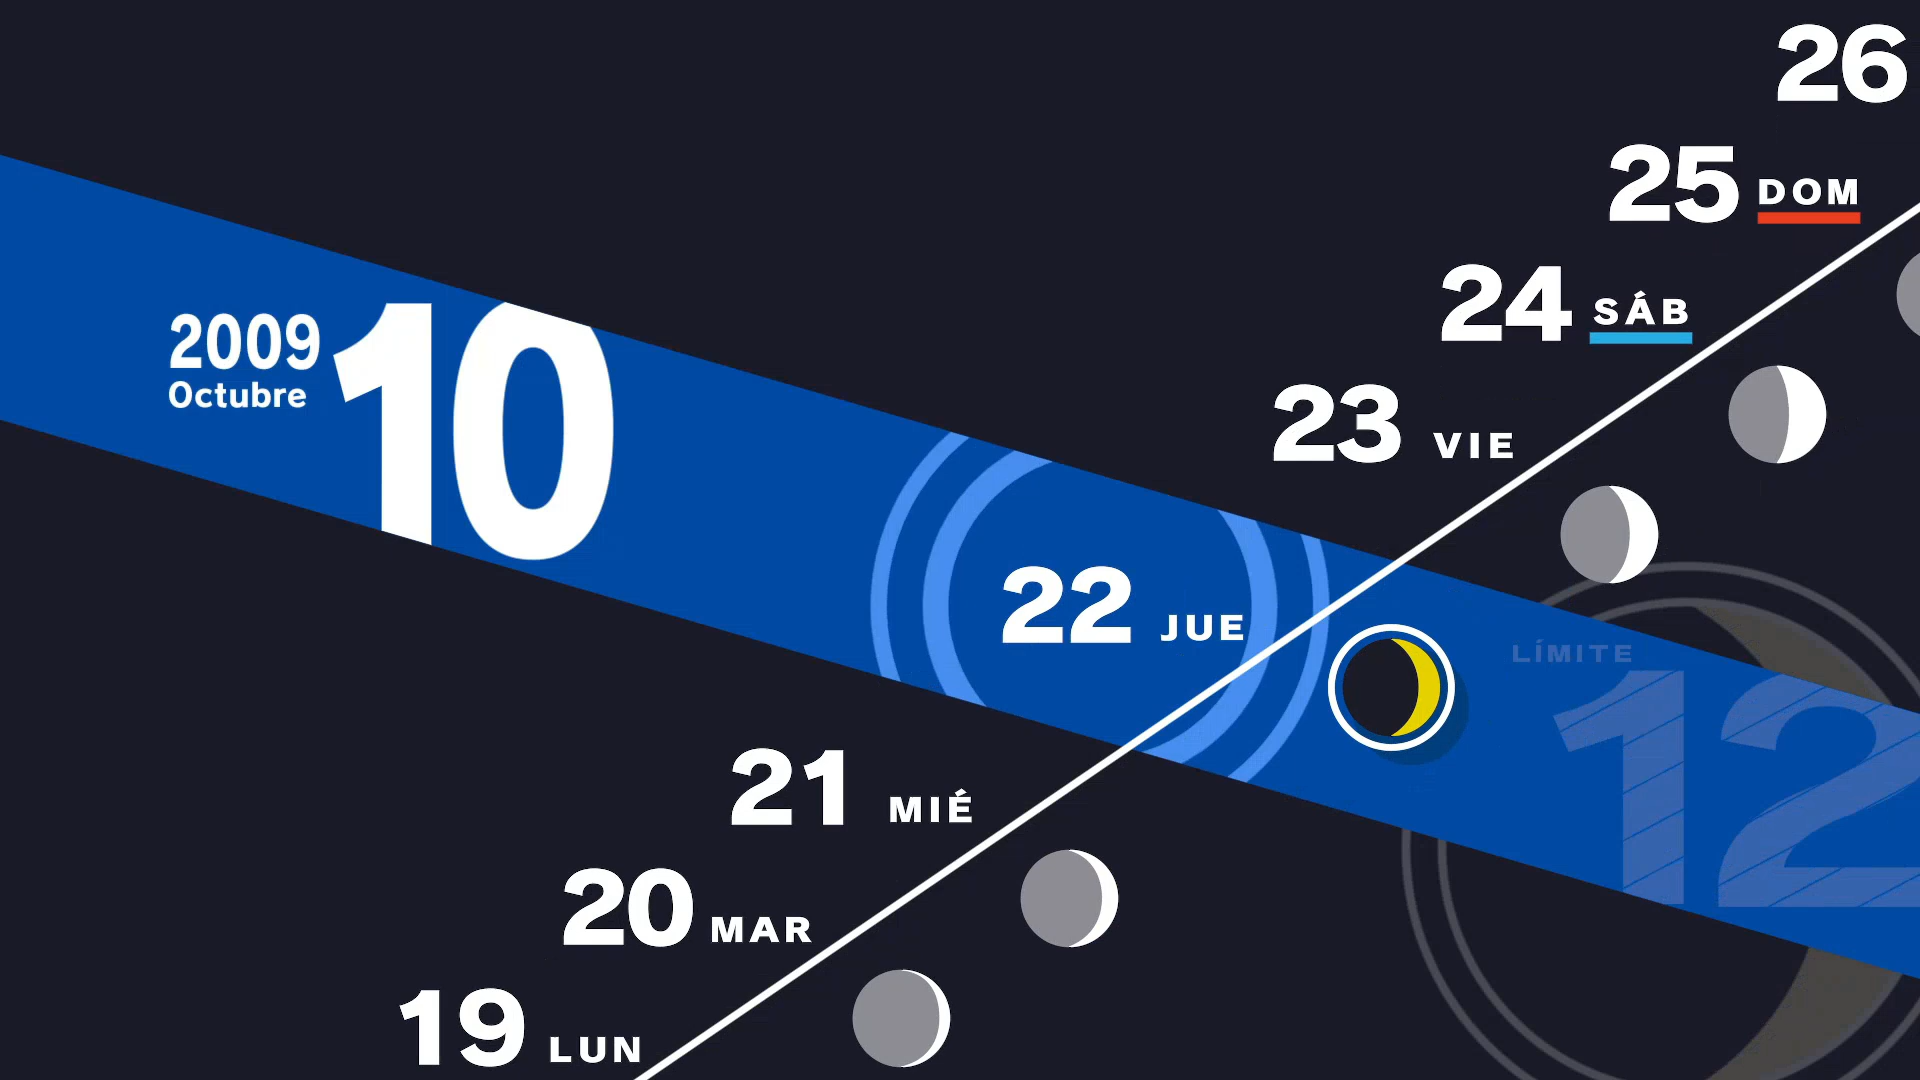 26
25 DOM
24 SÁB
23 VIE
2009
Octubre
10
22 JUE
LÍMITE
12
21 MIÉ
20 MAR
19 LUN